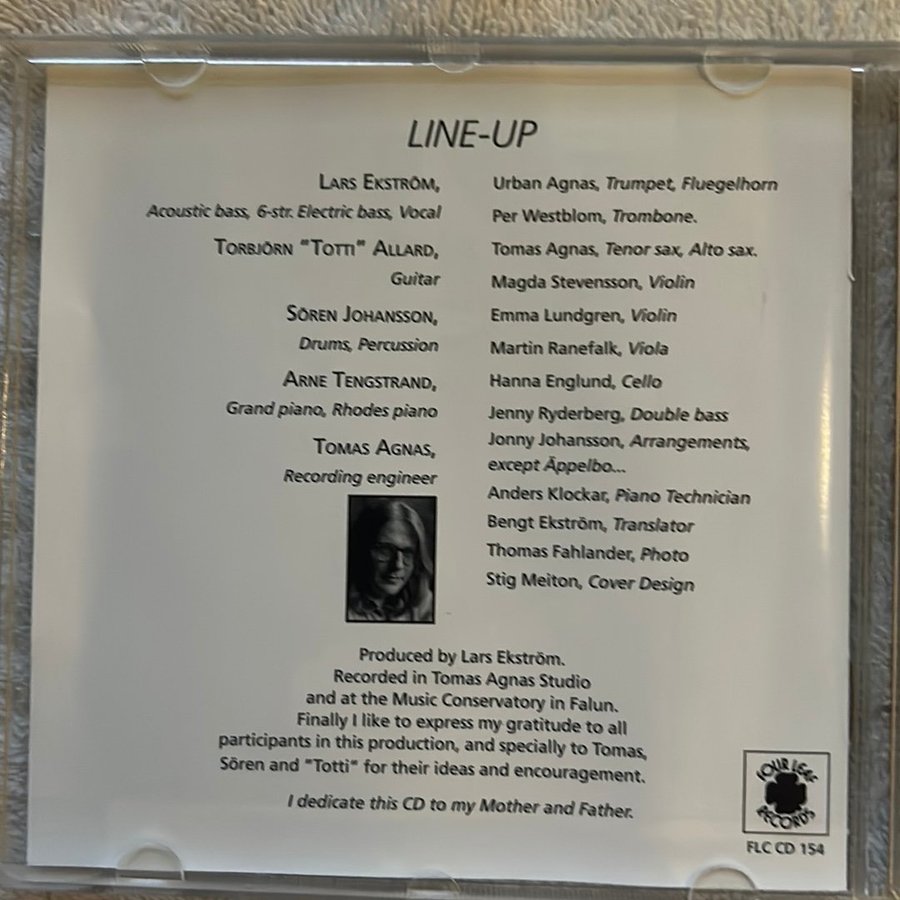 LINE-UP
LARS EKSTRÖM,
Acoustic bass, 6-str. Electric bass, Vocal
TORBJÖRN "TOTTI" ALLARD,
Guitar
SÖREN JOHANSSON,
Drums, Percussion
ARNE TENGSTRAND,
Grand piano, Rhodes piano
TOMAS AGNAS,
Recording engineer
Urban Agnas, Trumpet, Fluegelhorn
Per Westblom, Trombone.
Tomas Agnas, Tenor sax, Alto sax.
Magda Stevensson, Violin
Emma Lundgren, Violin
Martin Ranefalk, Viola
Hanna Englund, Cello
Jenny Ryderberg, Double bass
Jonny Johansson, Arrangements,
except Äppelbo...
Anders Klockar, Piano Technician
Bengt Ekström, Translator
Thomas Fahlander, Photo
Stig Meiton, Cover Design
Produced by Lars Ekström.
Recorded in Tomas Agnas Studio
and at the Music Conservatory in Falun.
Finally I like to express my gratitude to all
participants in this production, and specially to Tomas,
Sören and "Totti" for their ideas and encouragement.
I dedicate this CD to my Mother and Father.
FOUR LEAF
RECORDS
FLC CD 154